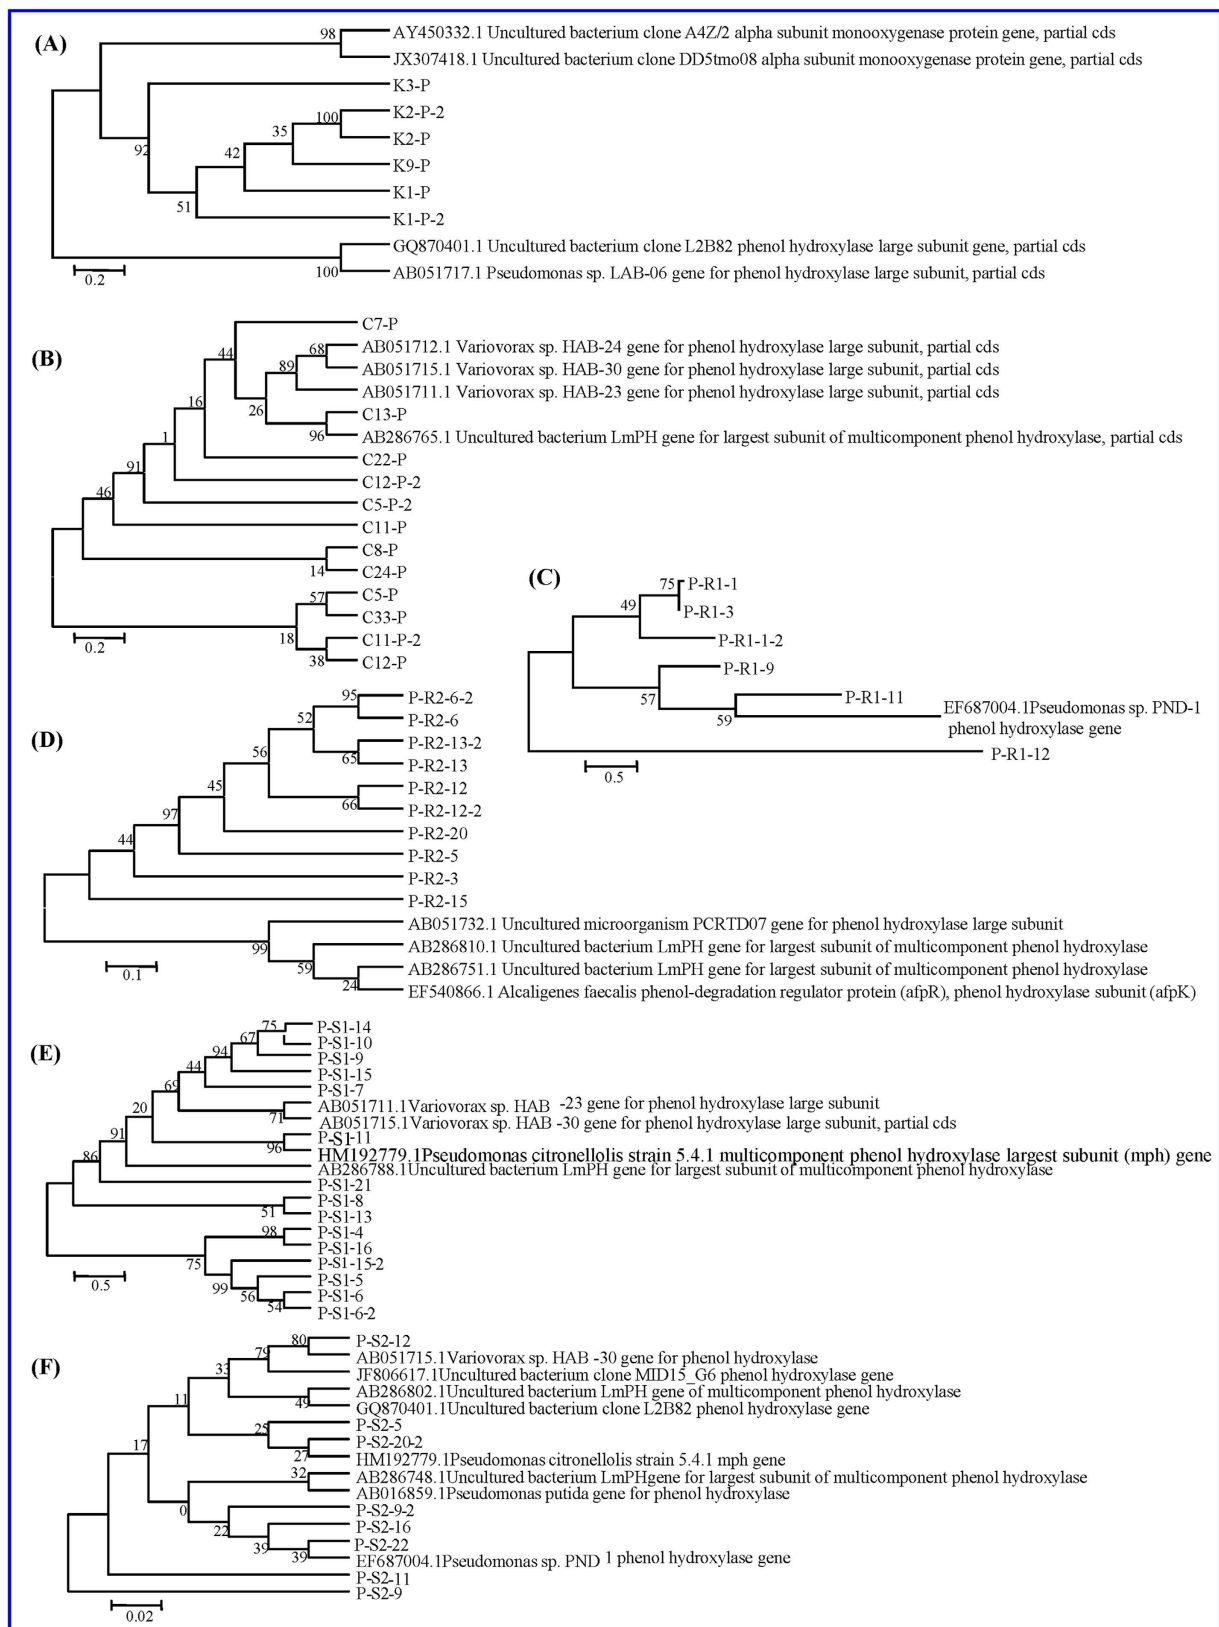 (A)
98
AY450332.1 Uncultured bacterium clone A4Z/2 alpha subunit monooxygenase protein gene, partial cds
JX307418.1 Uncultured bacterium clone DD5tmo08 alpha subunit monooxygenase protein gene, partial cds
K3-P
K2-P-2
100
35
K2-P
92
42
K9-P
K1-P
51
K1-P-2
GQ870401.1 Uncultured bacterium clone L2B82 phenol hydroxylase large subunit gene, partial cds
100
AB051717.1 Pseudomonas sp. LAB-06 gene for phenol hydroxylase large subunit, partial cds
0.2
(B)
C7-P
44
68
AB051712.1 Variovorax sp. HAB-24 gene for phenol hydroxylase large subunit, partial cds
89
AB051715.1 Variovorax sp. HAB-30 gene for phenol hydroxylase large subunit, partial cds
AB051711.1 Variovorax sp. HAB-23 gene for phenol hydroxylase large subunit, partial cds
16
26
C13-P
96
AB286765.1 Uncultured bacterium LmPH gene for largest subunit of multicomponent phenol hydroxylase, partial cds
1
C22-P
91
C12-P-2
46
C5-P-2
C11-P
C8-P
14
C24-P
57
C5-P
C33-P
18
C11-P-2
38
C12-P
0.2
(C)
75
P-R1-1
49
P-R1-3
P-R1-1-2
P-R1-9
57
P-R1-11
59
EF687004.1Pseudomonas sp. PND-1
phenol hydroxylase gene
P-R1-12
0.5
(D)
95
P-R2-6-2
52
P-R2-6
P-R2-13-2
56
65
P-R2-13
P-R2-12
45
66
P-R2-12-2
97
P-R2-20
44
P-R2-5
P-R2-3
P-R2-15
AB051732.1 Uncultured microorganism PCRTD07 gene for phenol hydroxylase large subunit
99
AB286810.1 Uncultured bacterium LmPH gene for largest subunit of multicomponent phenol hydroxylase
59
AB286751.1 Uncultured bacterium LmPH gene for largest subunit of multicomponent phenol hydroxylase
24
EF540866.1 Alcaligenes faecalis phenol-degradation regulator protein (afpR), phenol hydroxylase subunit (afpK)
0.1
(E)
75
P-S1-14
67
P-S1-10
94
P-S1-9
44
P-S1-15
69
P-S1-7
20
AB051711.1Variovorax sp. HAB -23 gene for phenol hydroxylase large subunit
71
AB051715.1Variovorax sp. HAB -30 gene for phenol hydroxylase large subunit, partial cds
91
P-S1-11
96
HM192779.1Pseudomonas citronellolis strain 5.4.1 multicomponent phenol hydroxylase largest subunit (mph) gene
86
AB286788.1Uncultured bacterium LmPH gene for largest subunit of multicomponent phenol hydroxylase
P-S1-21
P-S1-8
51
P-S1-13
98
P-S1-4
P-S1-16
75
P-S1-15-2
99
P-S1-5
56
P-S1-6
54
P-S1-6-2
0.5
(F)
80
P-S2-12
79
AB051715.1Variovorax sp. HAB -30 gene for phenol hydroxylase
33
JF806617.1Uncultured bacterium clone MID15_G6 phenol hydroxylase gene
11
AB286802.1Uncultured bacterium LmPH gene of multicomponent phenol hydroxylase
49
GQ870401.1Uncultured bacterium clone L2B82 phenol hydroxylase gene
25
P-S2-5
17
P-S2-20-2
27
HM192779.1Pseudomonas citronellolis strain 5.4.1 mph gene
32
AB286748.1Uncultured bacterium LmPHgene for largest subunit of multicomponent phenol hydroxylase
AB016859.1Pseudomonas putida gene for phenol hydroxylase
0
P-S2-9-2
22
P-S2-16
39
P-S2-22
39
EF687004.1Pseudomonas sp. PND 1 phenol hydroxylase gene
P-S2-11
P-S2-9
0.02